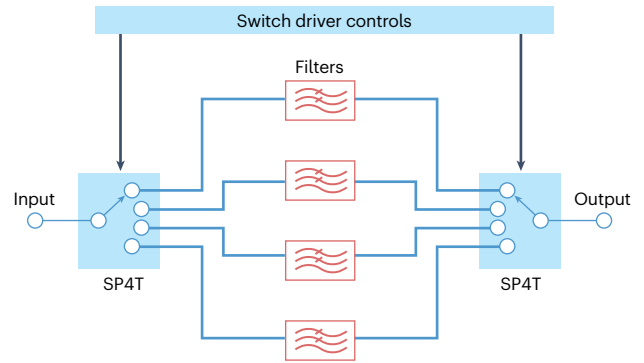 Switch driver controls
Filters
Input
Output
SP4T
SP4T